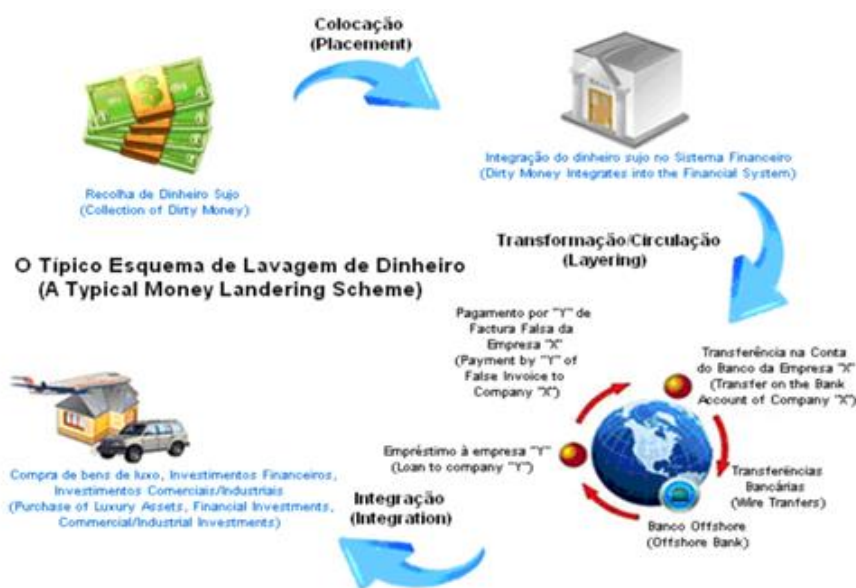 Colocação
(Placement)
Recolha de Dinheiro Sujo
(Collection of Dirty Money)
Integração do dinheiro sujo no Sistema Financeiro
(Dirty Money Integrates into the Financial System)
Transformação/Circulação
(Layering)
O Típico Esquema de Lavagem de Dinheiro
(A Typical Money Landering Scheme)
Pagamento por "Y" de
Factura Falsa da
Empresa "X"
(Payment by "Y" of
False Invoice to
Company "X")
Transferência na Conta
do Banco da Empresa "X"
(Transfer on the Bank
Account of Company "X")
Empréstimo à empresa "Y"
(Loan to company "Y")
Transferências
Bancárias
(Wire Tranfers)
Banco Offshore
(Offshore Bank)
Compra de bens de luxo, Investimentos Financeiros,
Investimentos Comerciais/Industriais
(Purchase of Luxury Assets, Financial Investments,
Commercial/Industrial Investments)
Integração
(Integration)